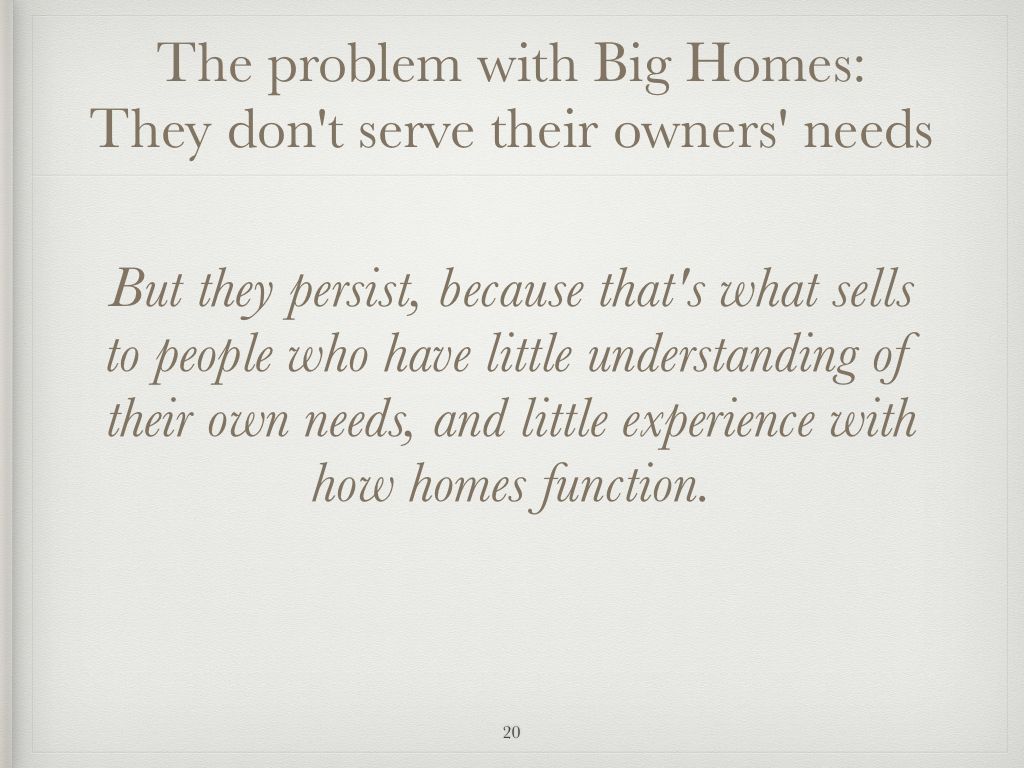 The problem with Big Homes:
They don't serve their owners' needs
But they persist, because that's what sells
to people who have little understanding of
their own needs, and little experience with
how homes function.
20